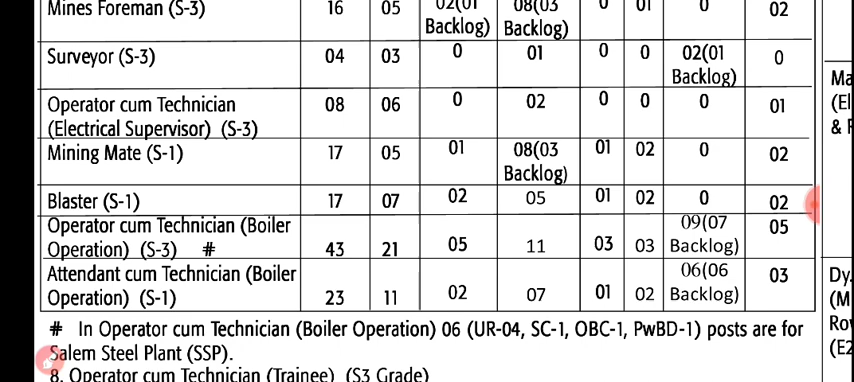 Mines Foreman (S-3) 16 05 02(01 Backlog) 08(03 Backlog) 0 01 0 02
Surveyor (S-3) 04 03 0 01 0 0 02(01 Backlog) 0
Operator cum Technician (Electrical Supervisor) (S-3) 08 06 0 02 0 0 0 01
Mining Mate (S-1) 17 05 01 08(03 Backlog) 01 02 0 02
Blaster (S-1) 17 07 02 05 01 02 0 02
Operator cum Technician (Boiler Operation) (S-3) # 43 21 05 11 03 03 09(07 Backlog) 05
Attendant cum Technician (Boiler Operation) (S-1) 23 11 02 07 01 02 06(06 Backlog) 03
# In Operator cum Technician (Boiler Operation) 06 (UR-04, SC-1, OBC-1, PwBD-1) posts are for
Salem Steel Plant (SSP).
8. Operator cum Technician (Trainee) (S3 Grade)
Ma
(El
&
Dy.
(M
Ro
(E2